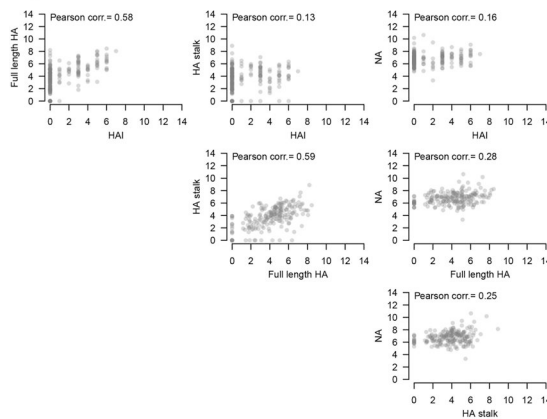 Pearson corr.= 0.58
Full length HA
14
12
10
8
6
4
2
0
0 2 4 6 8 10 12 14
HAI
Pearson corr.= 0.13
HA stalk
14
12
10
8
6
4
2
0
0 2 4 6 8 10 12 14
HAI
Pearson corr.= 0.16
NA
14
12
10
8
6
4
2
0
0 2 4 6 8 10 12 14
HAI
Pearson corr.= 0.59
HA stalk
14
12
10
8
6
4
2
0
0 2 4 6 8 10 12 14
Full length HA
Pearson corr.= 0.28
NA
14
12
10
8
6
4
2
0
0 2 4 6 8 10 12 14
Full length HA
Pearson corr.= 0.25
NA
14
12
10
8
6
4
2
0
0 2 4 6 8 10 12 14
HA stalk